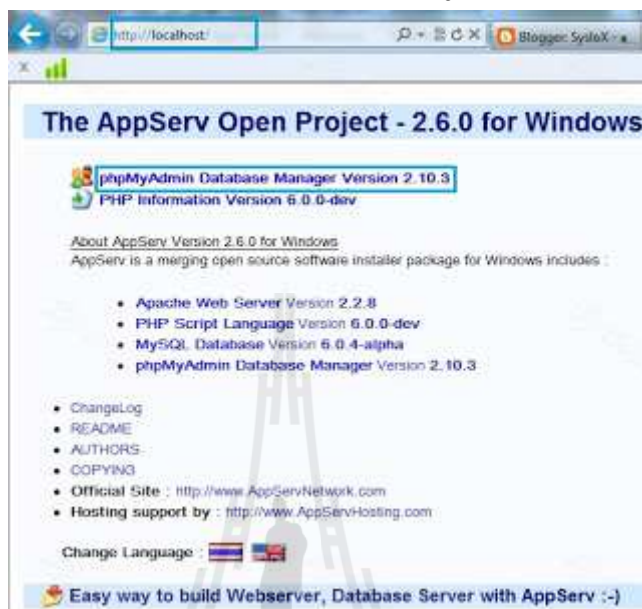 http://localhost/
Blogger: SysloX -
The AppServ Open Project - 2.6.0 for Windows
phpMyAdmin Database Manager Version 2.10.3
PHP Information Version 6.0.0-dev
About AppServ Version 2.6.0 for Windows
AppServ is a merging open source software installer package for Windows includes :
Apache Web Server Version 2.2.8
PHP Script Language Version 6.0.0-dev
MySQL Database Version 6.0.4-alpha
phpMyAdmin Database Manager Version 2.10.3
ChangeLog
README
AUTHORS
COPYING
Official Site : http://www.AppServNetwork.com
Hosting support by : http://www.AppServHosting.com
Change Language :
Easy way to build Webserver, Database Server with AppServ :-)